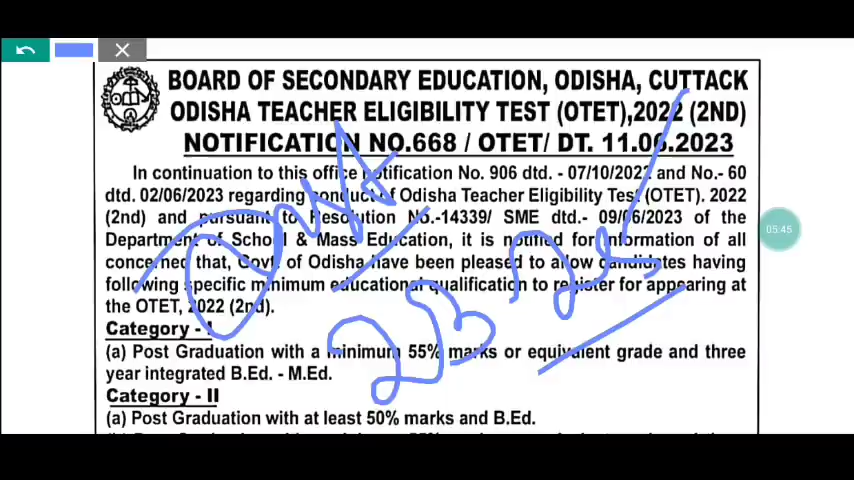 BOARD OF SECONDARY EDUCATION, ODISHA, CUTTACK
ODISHA TEACHER ELIGIBILITY TEST (OTET),2022 (2ND)
NOTIFICATION NO.668 / OTET/ DT. 11.06.2023
In continuation to this office notification No. 906 dtd. - 07/10/2022 and No.- 60
dtd. 02/06/2023 regarding conduct of Odisha Teacher Eligibility Test (OTET). 2022
(2nd) and pursuant to Resolution No.-14339/ SME dtd.- 09/06/2023 of the
Department of School & Mass Education, it is notified for information of all
concerned that, Govt. of Odisha have been pleased to allow candidates having
following specific minimum educational qualification to register for appearing at
the OTET, 2022 (2nd).
Category - I
(a) Post Graduation with a minimum 55% marks or equivalent grade and three
year integrated B.Ed. - M.Ed.
Category - II
(a) Post Graduation with at least 50% marks and B.Ed.
05:45